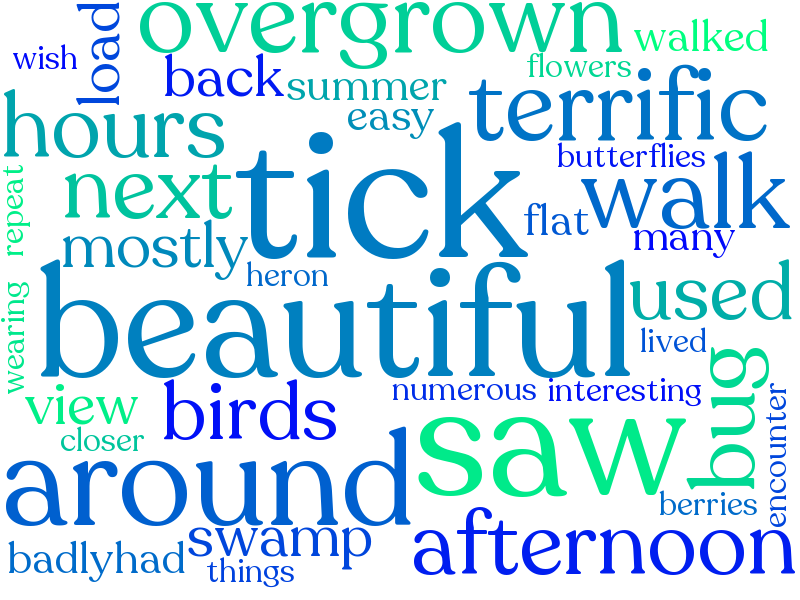 overgrown
walked
wish
load
back
flowers
summer
terrific
easy
hours
butterflies
tick
next
walk
repeat
flat
many
mostly
heron
beautiful
used
wearing
lived
numerous
interesting
bug
view
birds
closer
encounter
saw
around
berries
swamp
afternoon
badlyhad
things